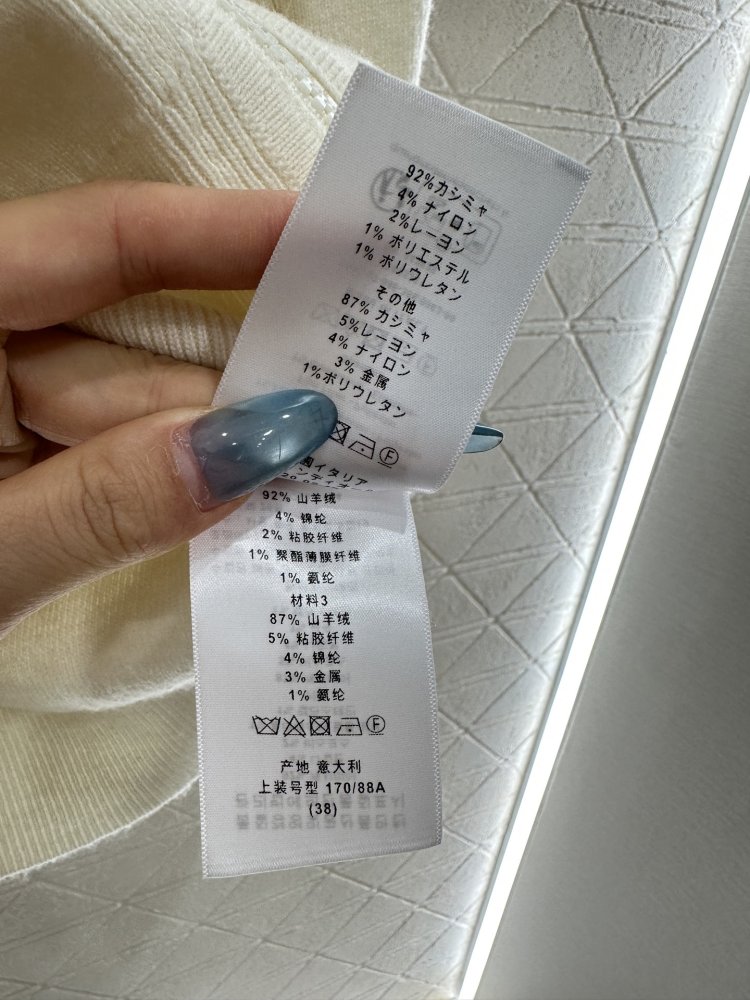 92%カシミヤ
4% ナイロン
2%レーヨン
1% ポリエステル
1% ポリウレタン
その他
87% カシミヤ
5%レーヨン
4% ナイロン
3% 金属
1%ポリウレタン
F
イタリア
92% 山羊绒
4% 锦纶
2% 粘胶纤维
1% 聚酯薄膜纤维
1% 氨纶
材料3
87% 山羊绒
5% 粘胶纤维
4% 锦纶
3% 金属
1% 氨纶
F
产地 意大利
上装号型 170/88A
(38)